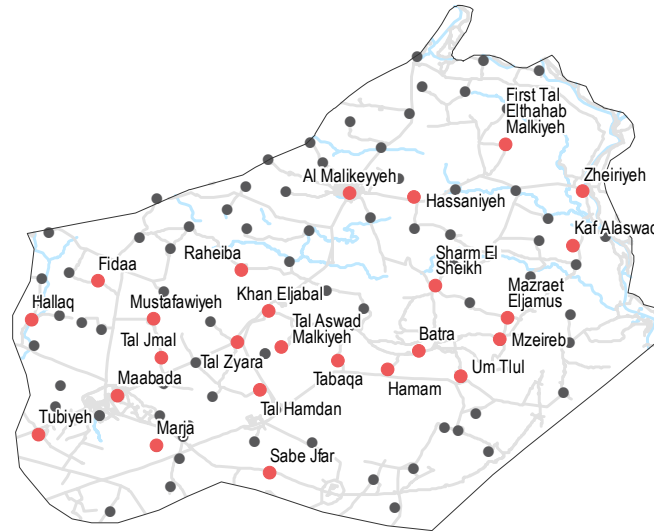 First Tal
Elthahab
Malkiyeh
Al Malikeyyeh
Zheiriyeh
Hassaniyeh
Kaf Alaswad
Raheiba
Sharm El
Sheikh
Fidaa
Mazraet
Eljamus
Khan Eljabal
Hallaq
Mustafawiyeh
Tal Aswad
Malkiyeh
Tal Jmal
Batra
Mzeireb
Tal Zyara
Tabaqa
Hamam
Um Tlul
Maabada
Tal Hamdan
Tubiyeh
Marja
Sabe Jfar